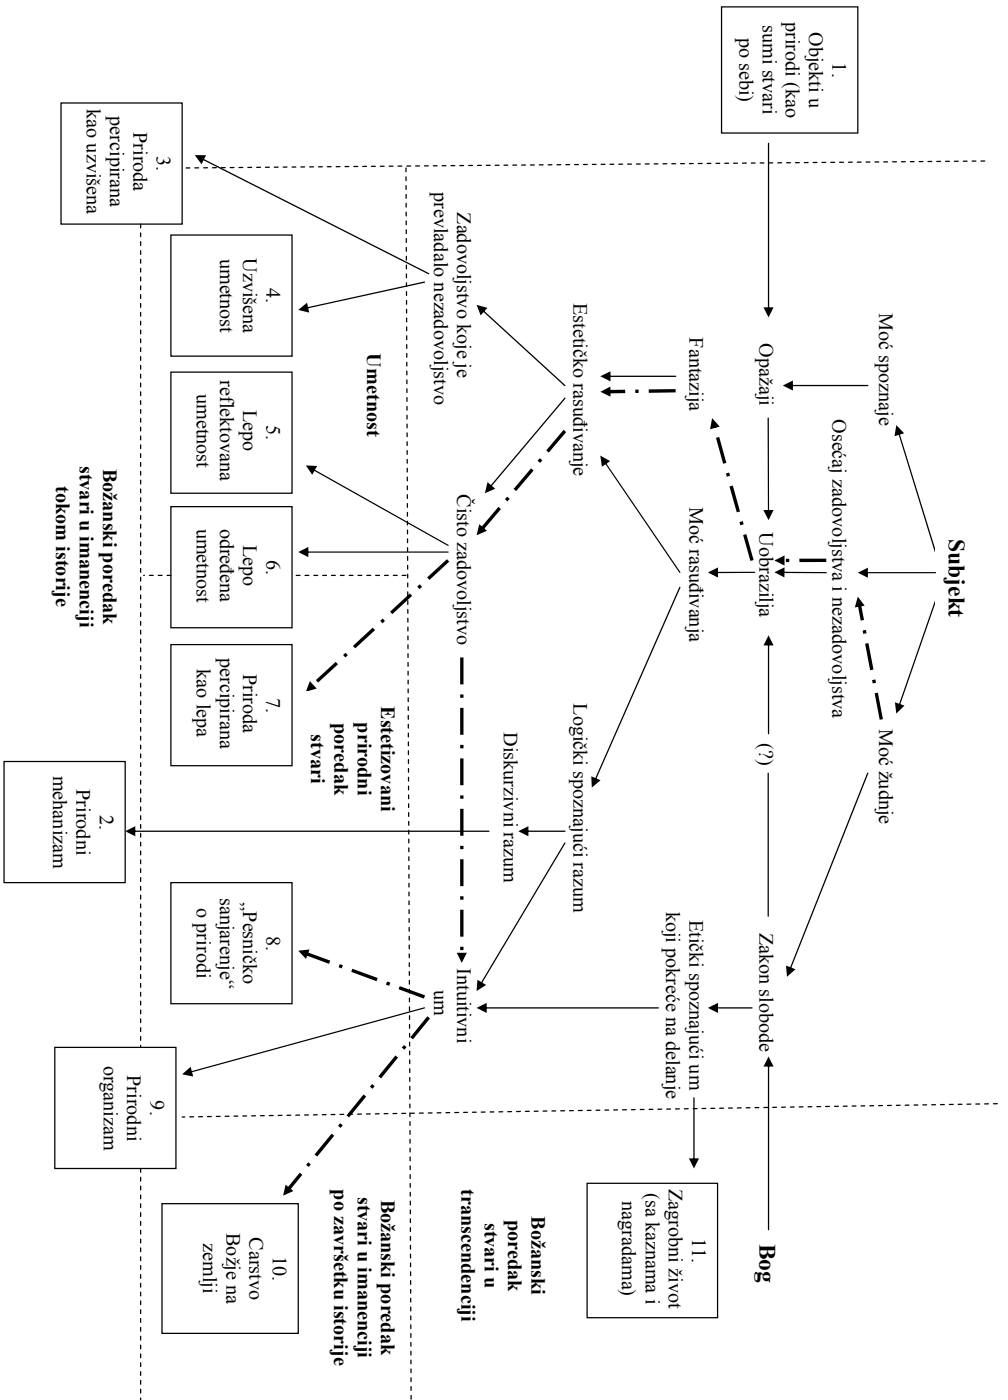 Subjekt
Moć spoznaje
Osećaj zadovoljstva i nezadovoljstva
Moć žudnje
1.
Objekti u
prirodi (kao
sumi stvari
po sebi)
Opažaji
Uobrazilja
(?)
Zakon slobode
Bog
Fantazija
Moć rasuđivanja
Etički spoznajući um
koji pokreće na delanje
11.
Zagrobni život
(sa kaznama i
nagradama)
Estetičko rasuđivanje
Logički spoznajući razum
Diskurzivni razum
Božanski
poredak
stvari u
transcendenciji
Zadovoljstvo koje je
prevladalo nezadovoljstvo
Čisto zadovoljstvo
Intuitivni
um
Umetnost
Estetizovani
prirodni
poredak
stvari
Božanski poredak
stvari u imanenciji
po završetku istorije
3.
Priroda
percipirana
kao uzvišena
4.
Uzvišena
umetnost
5.
Lepo
reflektovana
umetnost
6.
Lepo
određena
umetnost
7.
Priroda
percipirana
kao lepa
2.
Prirodni
mehanizam
8.
„Pesničko
sanjarenje“
o prirodi
9.
Prirodni
organizam
10.
Carstvo
Božje na
zemlji
Božanski poredak
stvari u imanenciji
tokom istorije